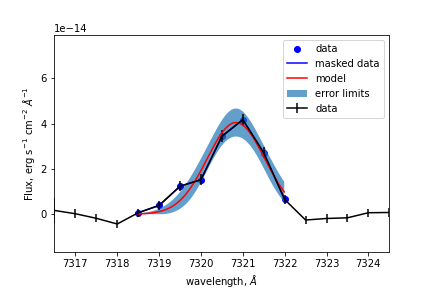 1e−14
data
masked data
model
error limits
data
6
4
2
0
Flux, erg s⁻¹ cm⁻² Å⁻¹
7317 7318 7319 7320 7321 7322 7323 7324
wavelength, Å